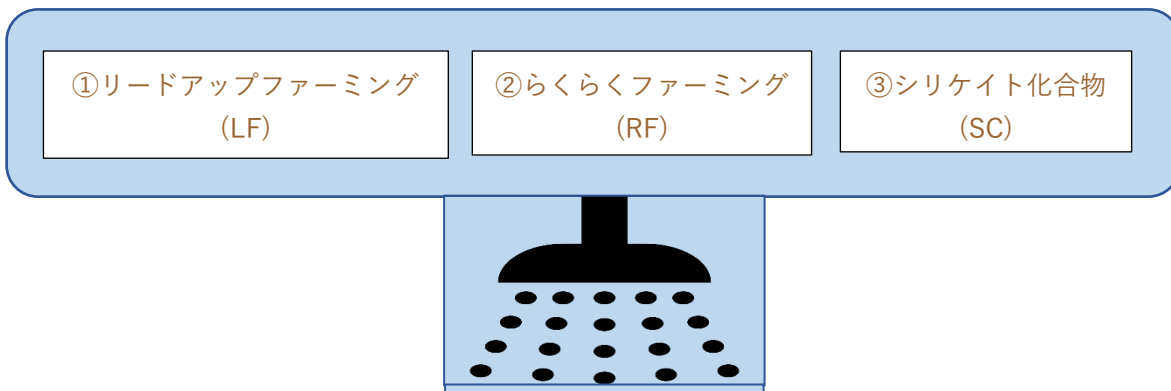 ①リードアップファーミング
(LF)
②らくらくファーミング
(RF)
③シリケイト化合物
(SC)